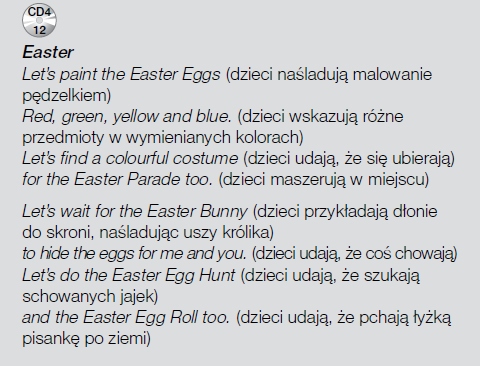 CD4
12
Easter
Let's paint the Easter Eggs (dzieci naśladują malowanie
pędzelkiem)
Red, green, yellow and blue. (dzieci wskazują różne
przedmioty w wymienianych kolorach)
Let's find a colourful costume (dzieci udają, że się ubierają)
for the Easter Parade too. (dzieci maszerują w miejscu)
Let's wait for the Easter Bunny (dzieci przykładają dłonie
do skroni, naśladując uszy królika)
to hide the eggs for me and you. (dzieci udają, że coś chowają)
Let's do the Easter Egg Hunt (dzieci udają, że szukają
schowanych jajek)
and the Easter Egg Roll too. (dzieci udają, że pchają łyżką
pisankę po ziemi)